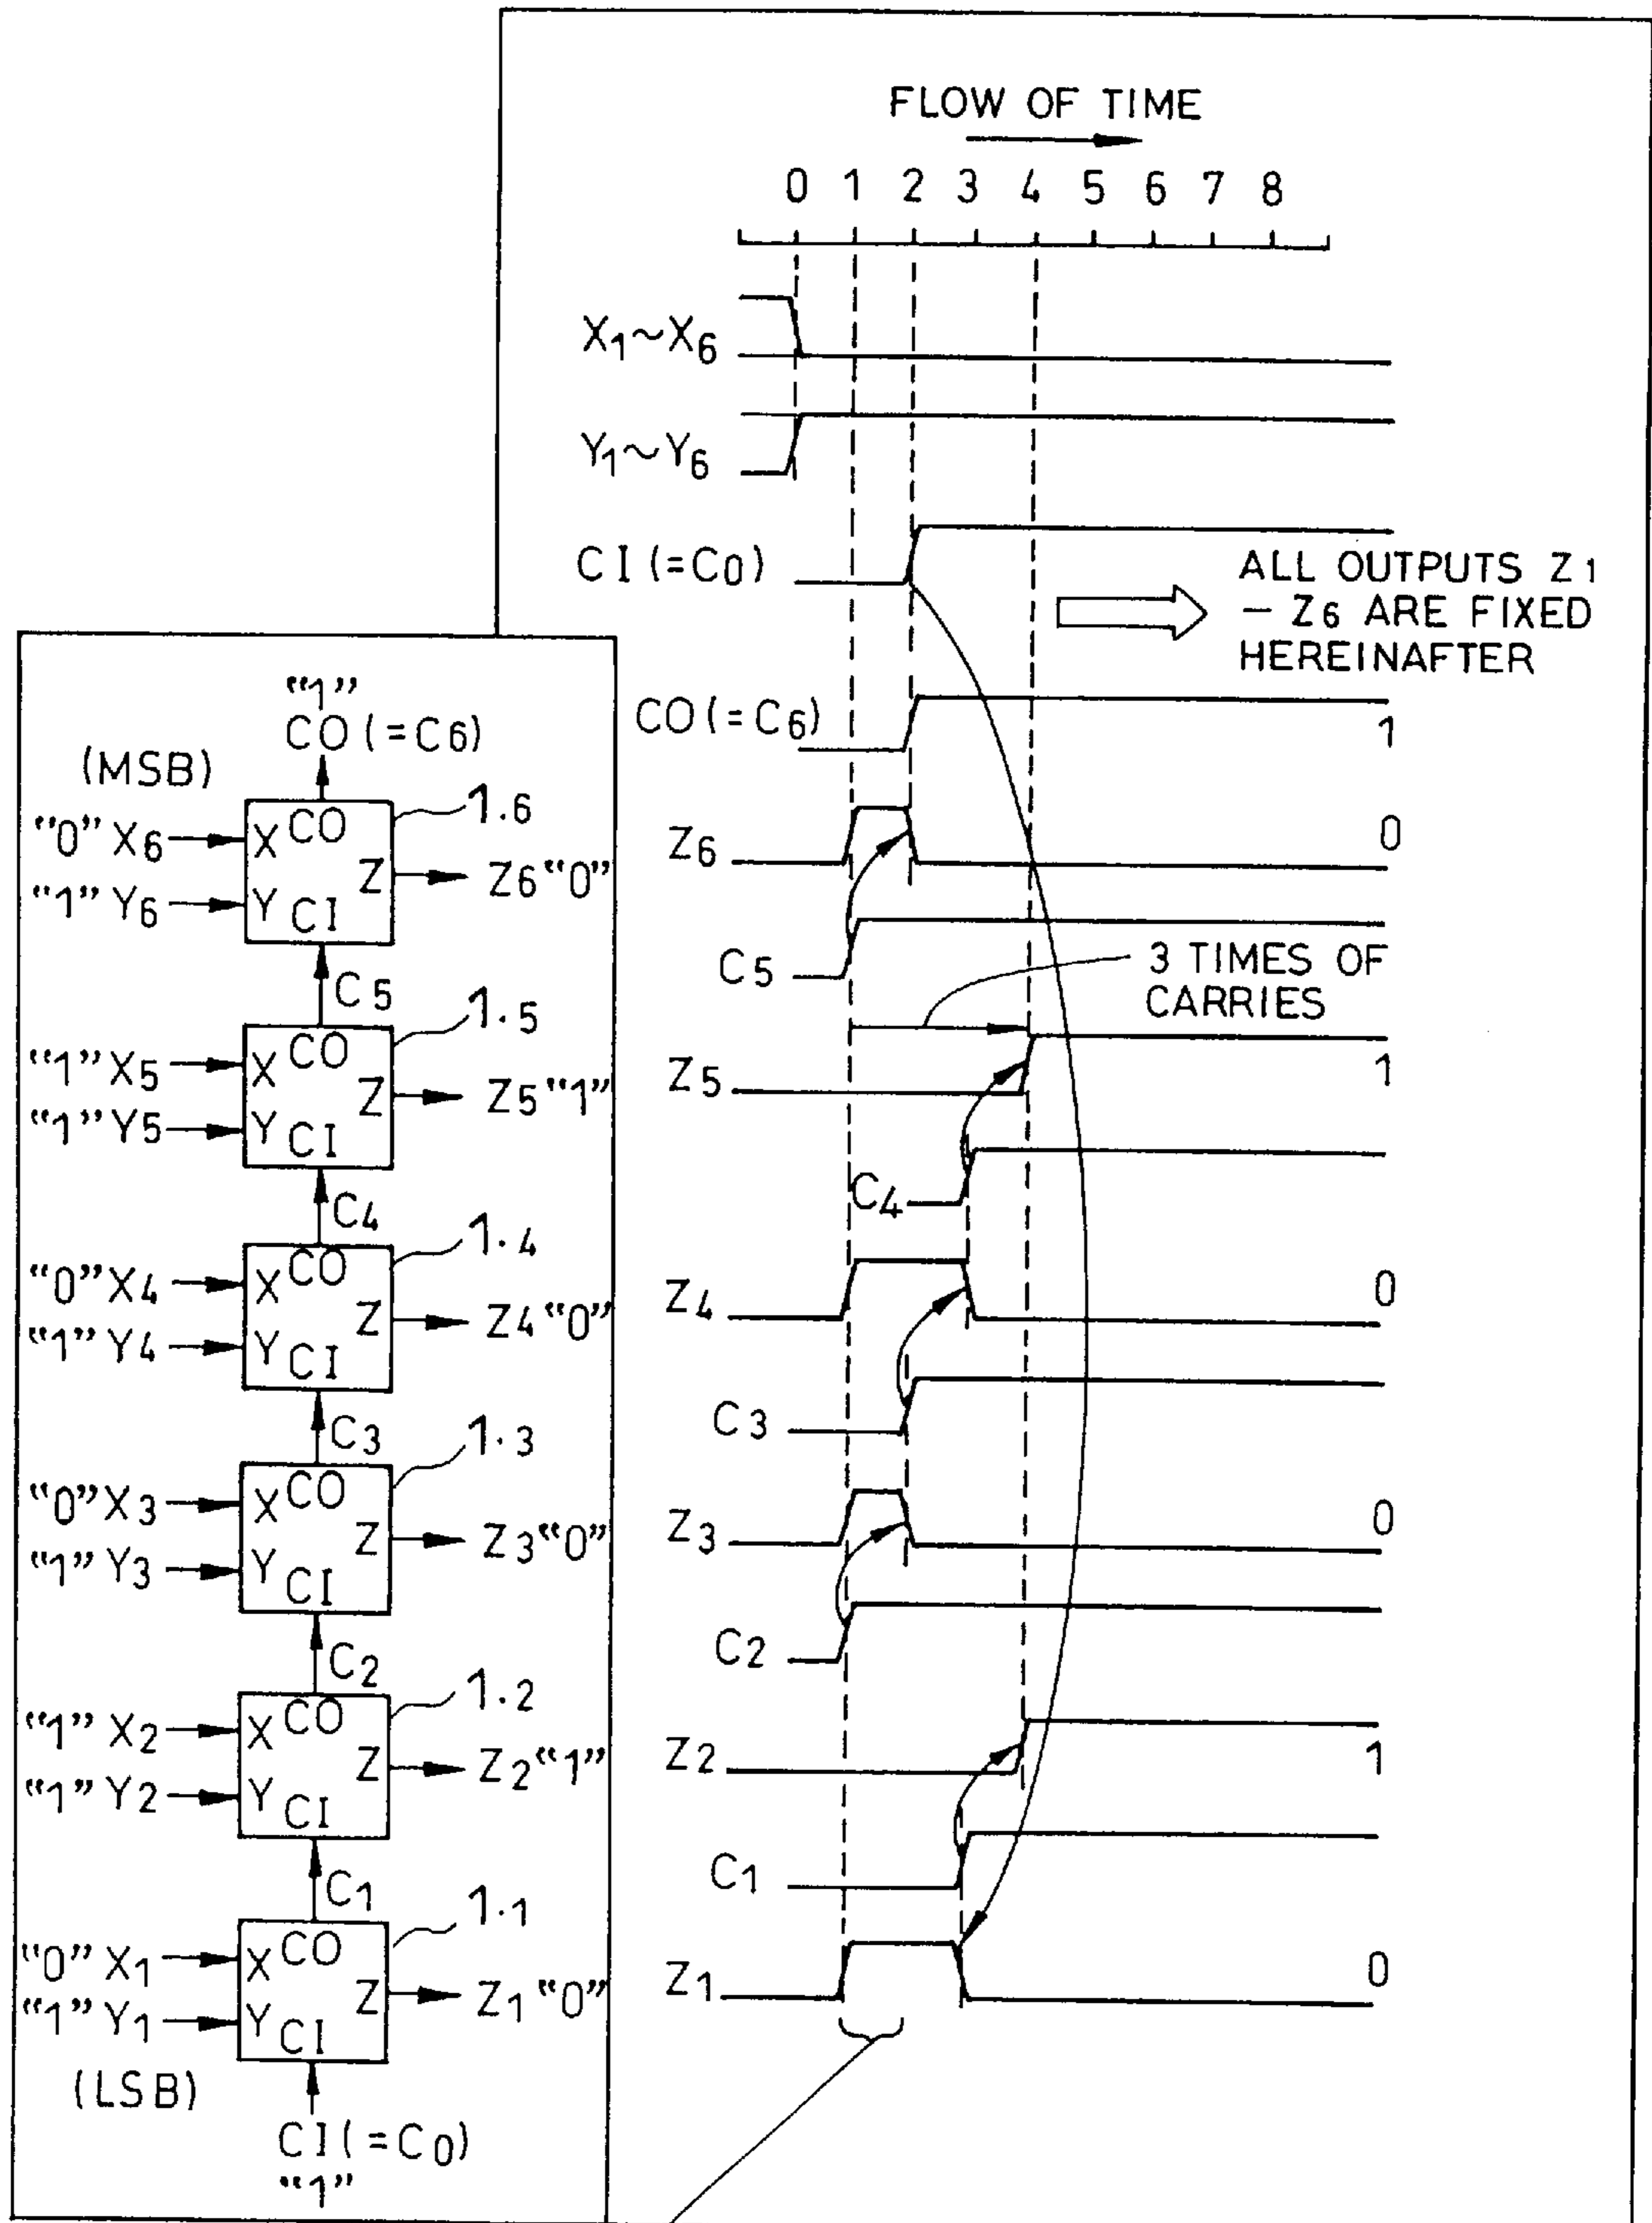 FLOW OF TIME
0 1 2 3 4 5 6 7 8
X1~X6
Y1~Y6
CI (=C0)
ALL OUTPUTS Z1
– Z6 ARE FIXED
HEREINAFTER
CO (=C6)
1
Z6
0
C5
3 TIMES OF
CARRIES
Z5
1
C4
Z4
0
C3
Z3
0
C2
Z2
1
C1
Z1
0
“1”
CO (=C6)
(MSB)
1.6
“0” X6
X CO
Z
Z6 “0”
“1” Y6
Y CI
C5
1.5
“1” X5
X CO
Z
Z5 “1”
“1” Y5
Y CI
C4
1.4
“0” X4
X CO
Z
Z4 “0”
“1” Y4
Y CI
C3
1.3
“0” X3
X CO
Z
Z3 “0”
“1” Y3
Y CI
C2
1.2
“1” X2
X CO
Z
Z2 “1”
“1” Y2
Y CI
C1
1.1
“0” X1
X CO
Z
Z1 “0”
“1” Y1
Y CI
(LSB)
CI (=C0)
“1”